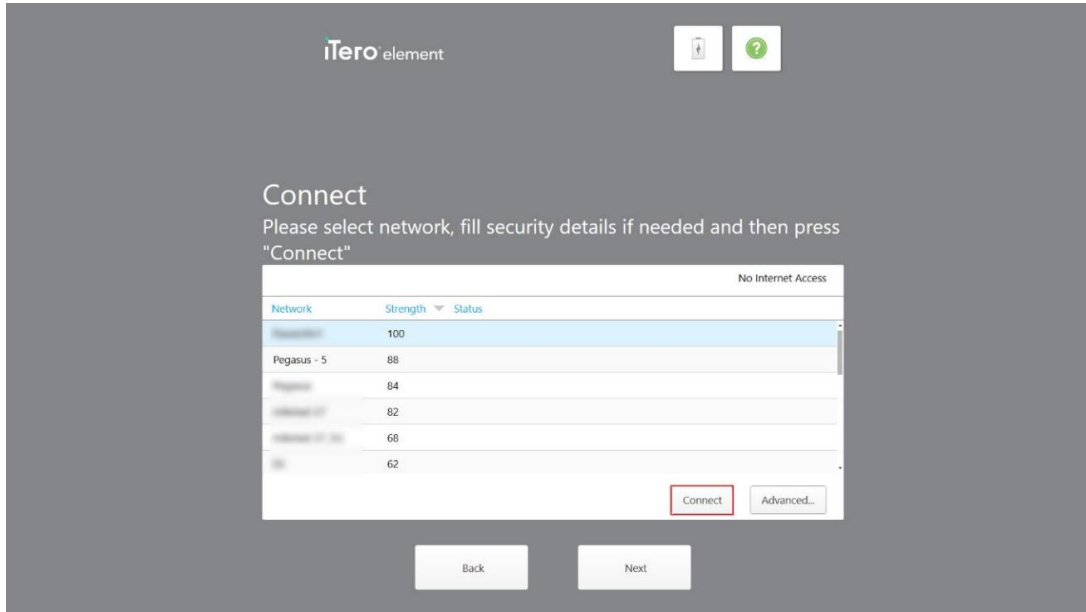 iTero element
Connect
Please select network, fill security details if needed and then press
"Connect"
No Internet Access
Network Strength Status
100
Pegasus - 5 88
84
82
68
62
Connect Advanced...
Back Next